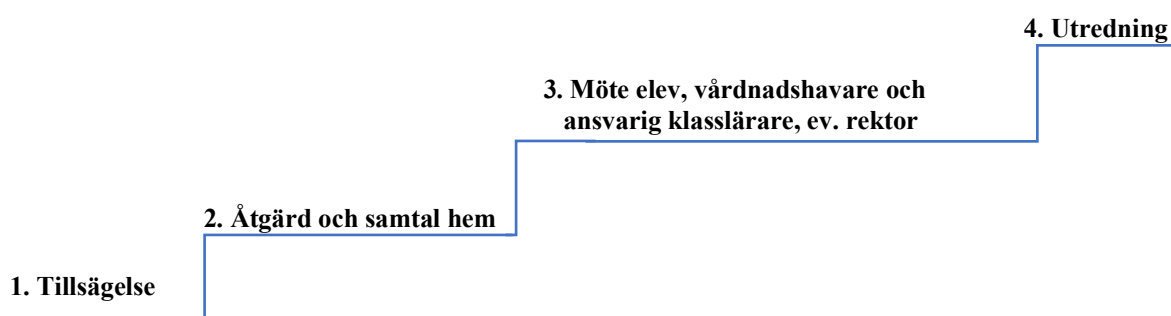 4. Utredning
3. Möte elev, vårdnadshavare och
ansvarig klasslärare, ev. rektor
2. Åtgärd och samtal hem
1. Tillsägelse